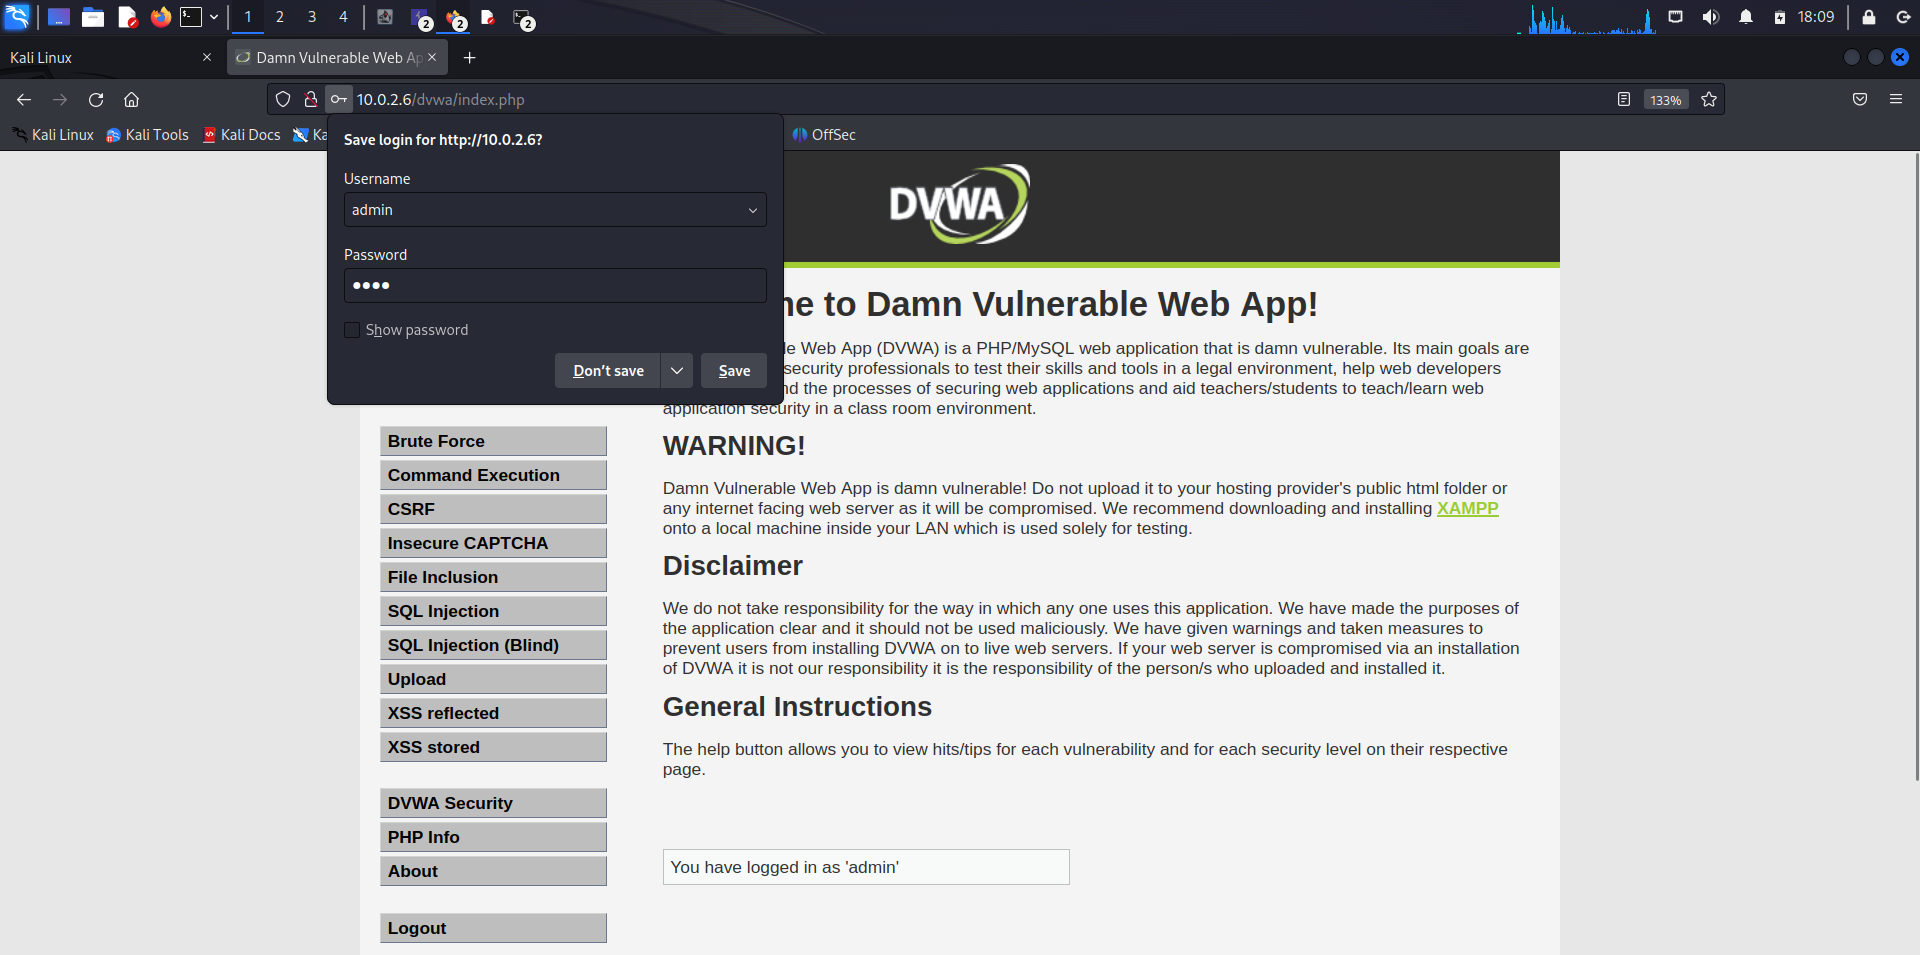 1 2 3 4 2 2 2 18:09
Kali Linux Damn Vulnerable Web Ap
10.0.2.6/dvwa/index.php 133%
Kali Linux Kali Tools Kali Docs Ka OffSec
Save login for http://10.0.2.6?
Username
admin
Password
••••
Show password
Don't save Save
DVWA
me to Damn Vulnerable Web App!
le Web App (DVWA) is a PHP/MySQL web application that is damn vulnerable. Its main goals are
security professionals to test their skills and tools in a legal environment, help web developers
nd the processes of securing web applications and aid teachers/students to teach/learn web
application security in a class room environment.
WARNING!
Damn Vulnerable Web App is damn vulnerable! Do not upload it to your hosting provider's public html folder or
any internet facing web server as it will be compromised. We recommend downloading and installing XAMPP
onto a local machine inside your LAN which is used solely for testing.
Disclaimer
We do not take responsibility for the way in which any one uses this application. We have made the purposes of
the application clear and it should not be used maliciously. We have given warnings and taken measures to
prevent users from installing DVWA on to live web servers. If your web server is compromised via an installation
of DVWA it is not our responsibility it is the responsibility of the person/s who uploaded and installed it.
General Instructions
The help button allows you to view hits/tips for each vulnerability and for each security level on their respective
page.
You have logged in as 'admin'
Brute Force
Command Execution
CSRF
Insecure CAPTCHA
File Inclusion
SQL Injection
SQL Injection (Blind)
Upload
XSS reflected
XSS stored
DVWA Security
PHP Info
About
Logout